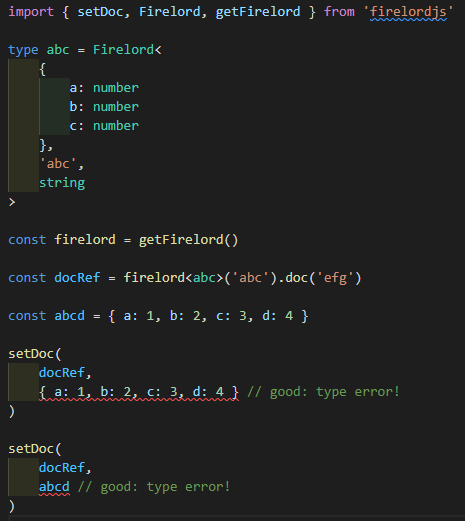 import { setDoc, Firelord, getFirelord } from 'firelordjs'
type abc = Firelord<
{
a: number
b: number
c: number
},
'abc',
string
>
const firelord = getFirelord()
const docRef = firelord<abc>('abc').doc('efg')
const abcd = { a: 1, b: 2, c: 3, d: 4 }
setDoc(
docRef,
{ a: 1, b: 2, c: 3, d: 4 } // good: type error!
)
setDoc(
docRef,
abcd // good: type error!
)